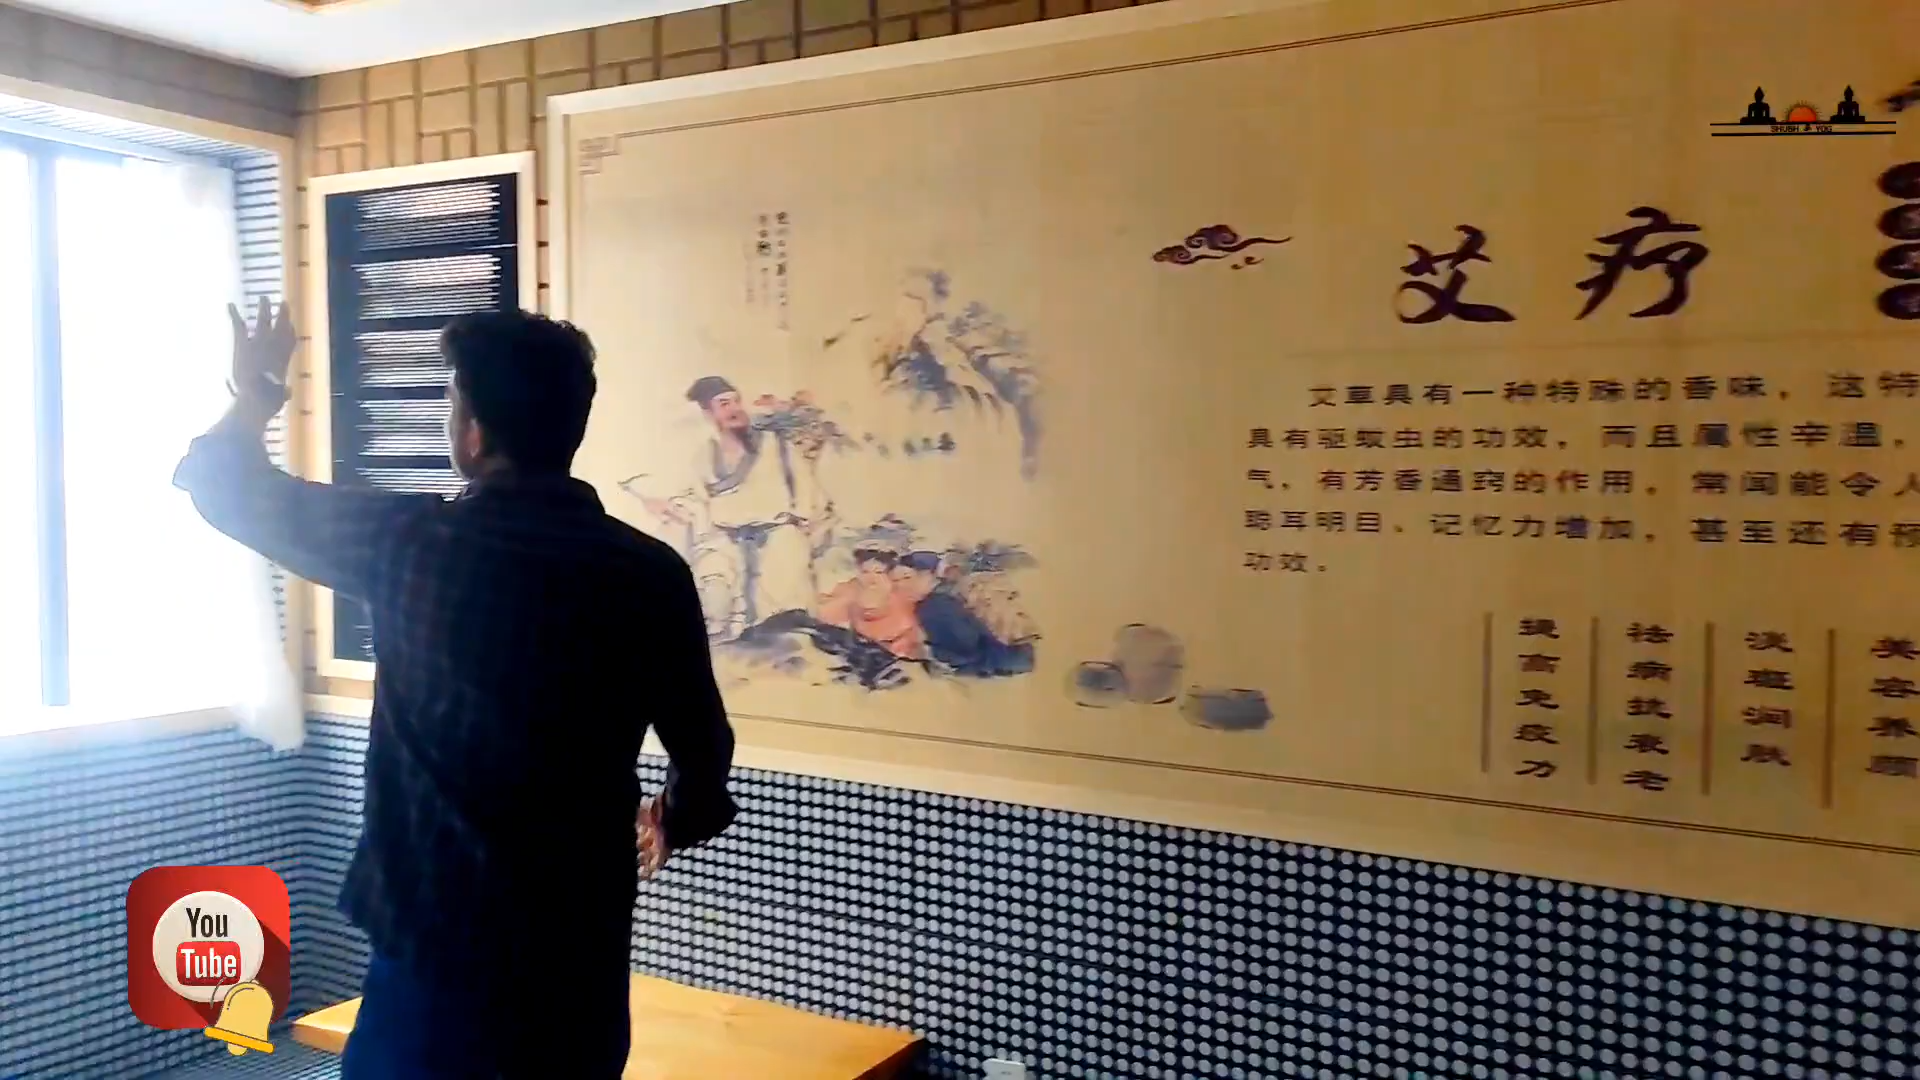 SHUBH YOG
艾疗
艾草具有一种特殊的香味，这特
具有驱蚊虫的功效，而且属性辛温，
气，有芳香通窍的作用。常闻能令人
聪耳明目、记忆力增加，甚至还有预
功效。
提高免疫力
祛病抗衰老
淡斑润肤
美容养颜
You
Tube